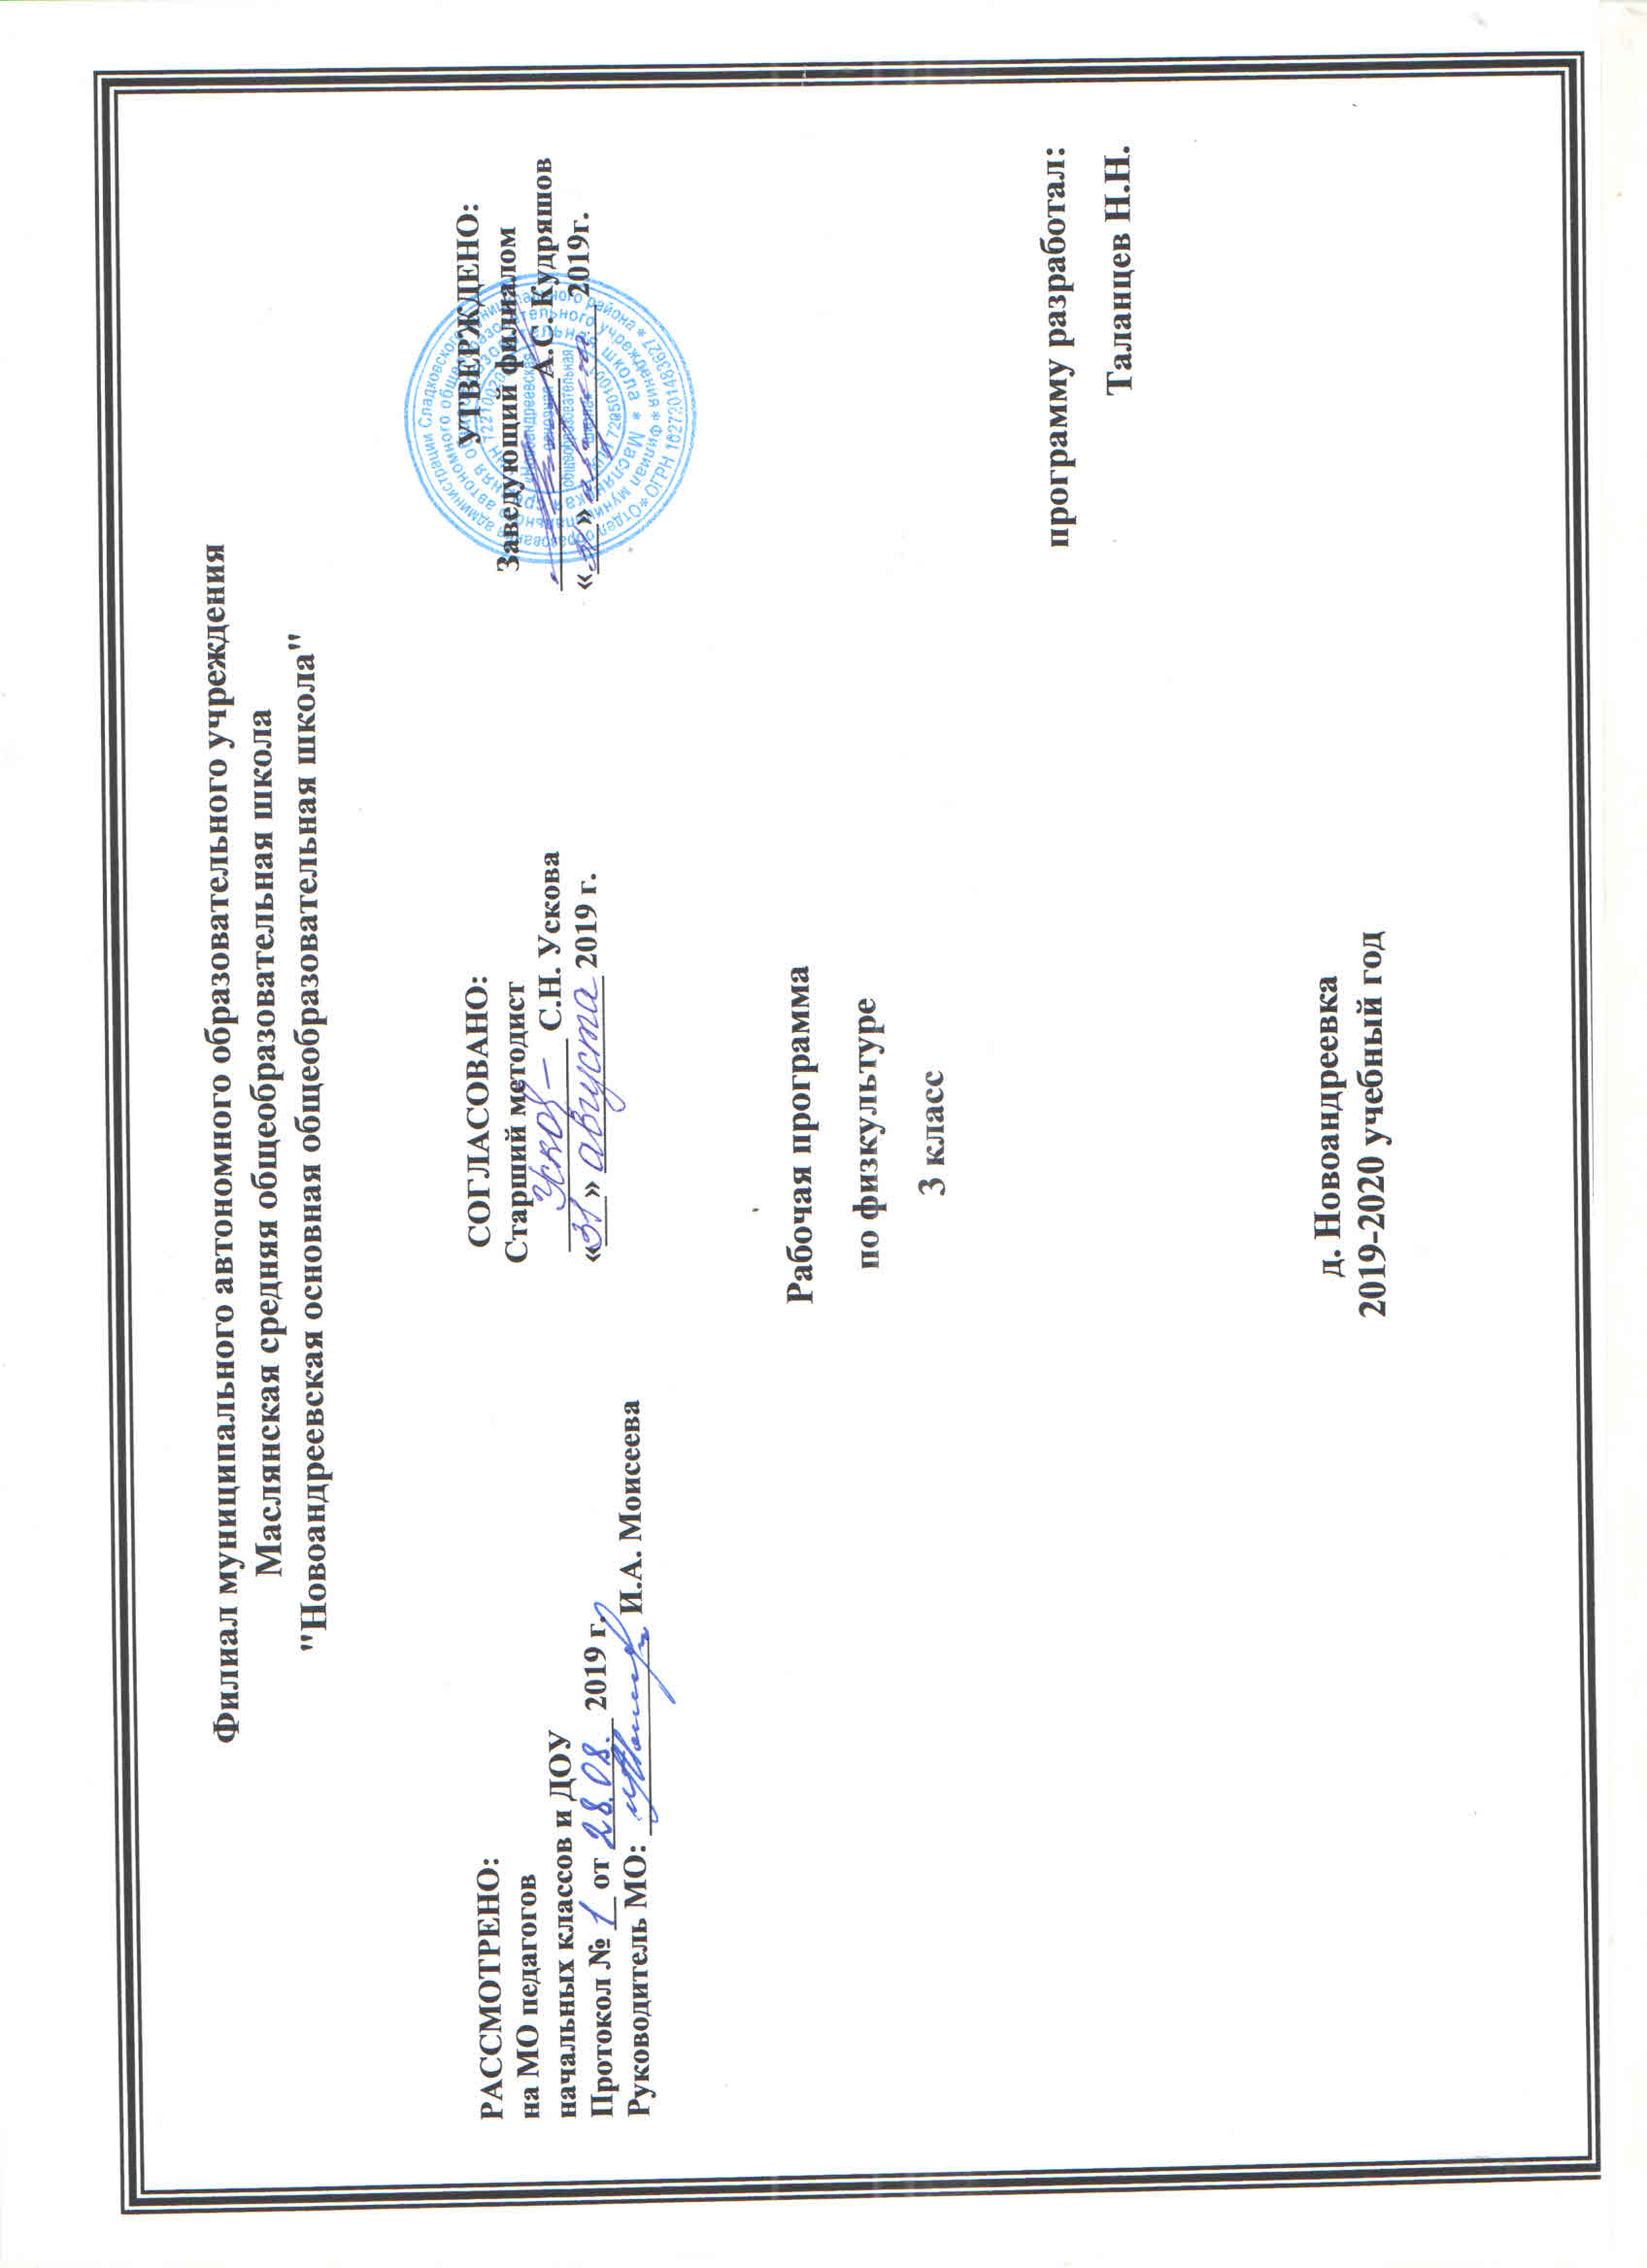 Филиал муниципального автономного образовательного учреждения
Маслянская средняя общеобразовательная школа
"Новоандреевская основная общеобразовательная школа"
РАССМОТРЕНО:
на МО педагогов
начальных классов и ДОУ
Протокол № 1 от 28.08. 2019 г.
Руководитель МО: И.А. Моисеева
СОГЛАСОВАНО:
Старший методист
С.Н. Ускова
«31» августа 2019 г.
УТВЕРЖДЕНО:
Заведующий филиалом
А.С. Кудряшов
«31» августа 2019г.
Рабочая программа
по физкультуре
3 класс
программу разработал:
Таланцев Н.Н.
д. Новоандреевка
2019-2020 учебный год